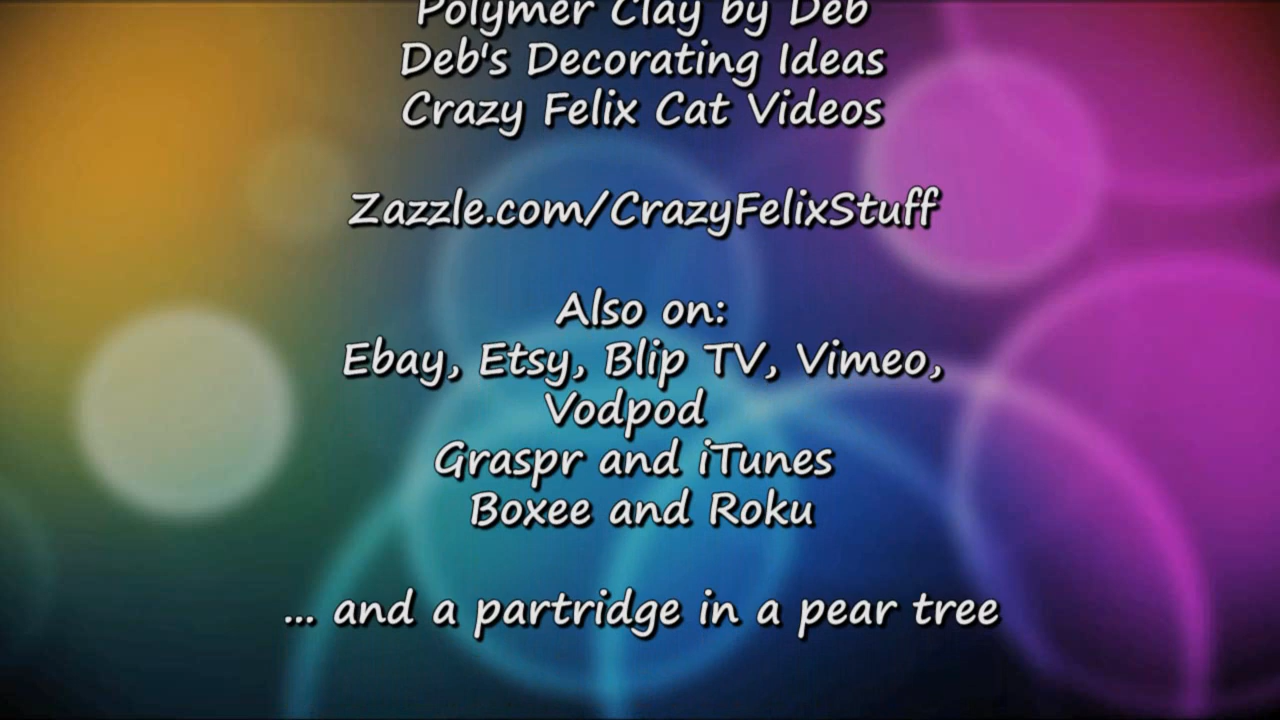 Polymer Clay by Deb
Deb's Decorating Ideas
Crazy Felix Cat Videos
Zazzle.com/CrazyFelixStuff
Also on:
Ebay, Etsy, Blip TV, Vimeo,
Vodpod
Graspr and iTunes
Boxee and Roku
... and a partridge in a pear tree